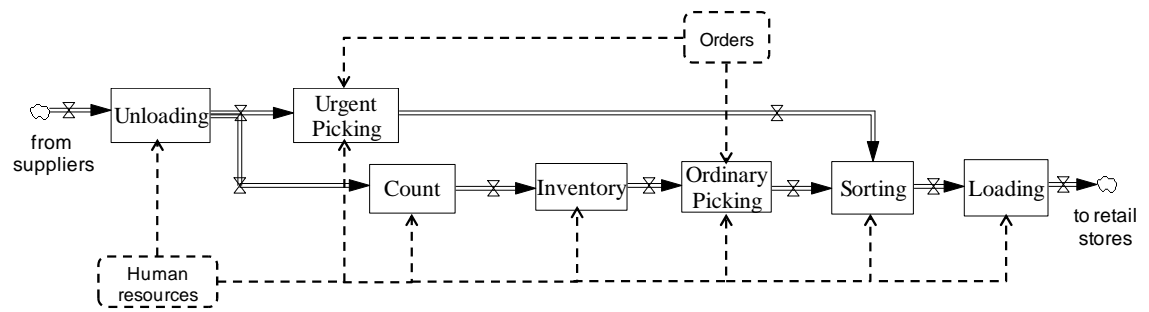 Orders
Unloading
Urgent
Picking
from
suppliers
Count
Inventory
Ordinary
Picking
Sorting
Loading
to retail
stores
Human
resources